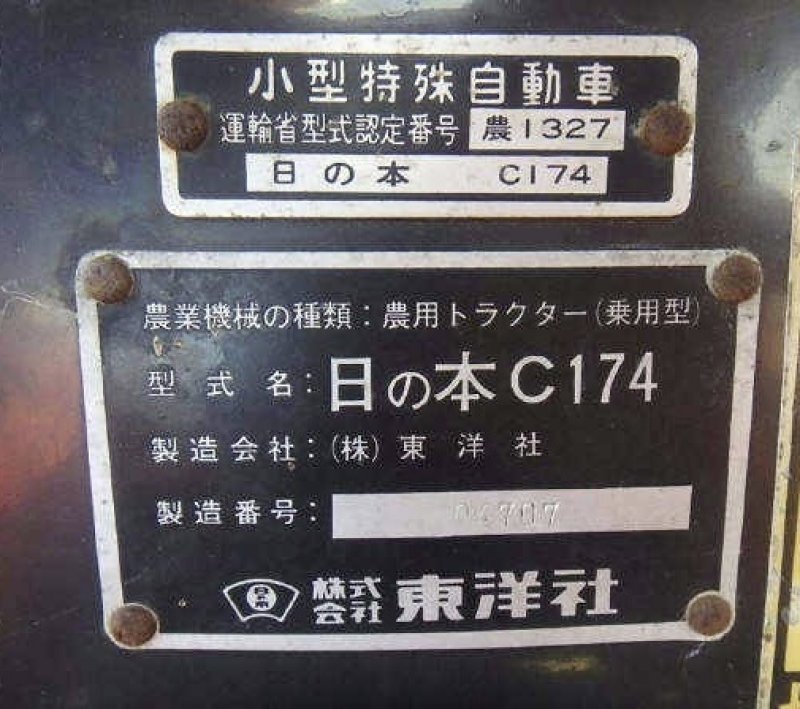 小型特殊自動車
運輸省型式認定番号 農1327
日の本 C174
農業機械の種類：農用トラクター(乗用型)
型式名：日の本C174
製造会社：(株)東洋社
製造番号：
株式会社 東洋社